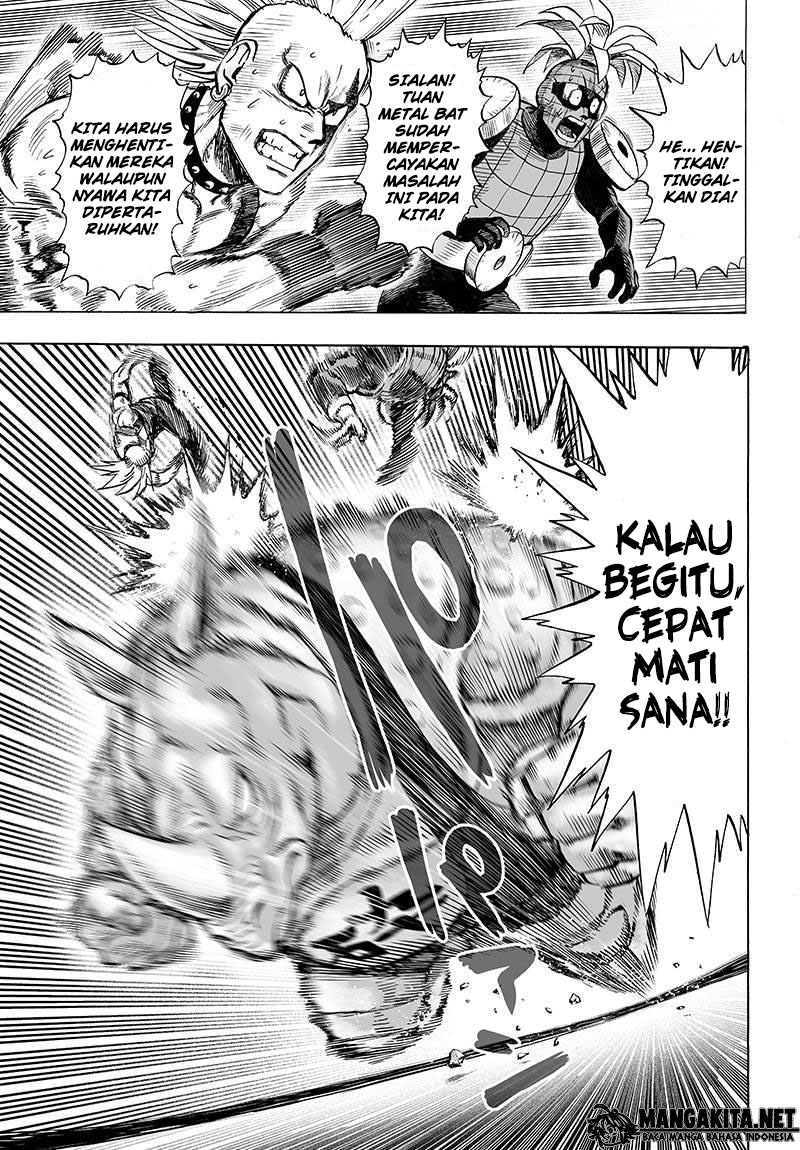 HE... HEN-
TIKAN!
TINGGAL-
KAN DIA!
SIALAN!
TUAN
METAL BAT
SUDAH
MEMPER-
CAYAKAN
MASALAH
INI PADA
KITA!
KITA HARUS
MENGHENTI-
KAN MEREKA
WALAUPUN
NYAWA KITA
DIPERTA-
RUHKAN!
KALAU
BEGITU,
CEPAT
MATI
SANA!!
MANGAKITA.NET
BACA MANGA BAHASA INDONESIA